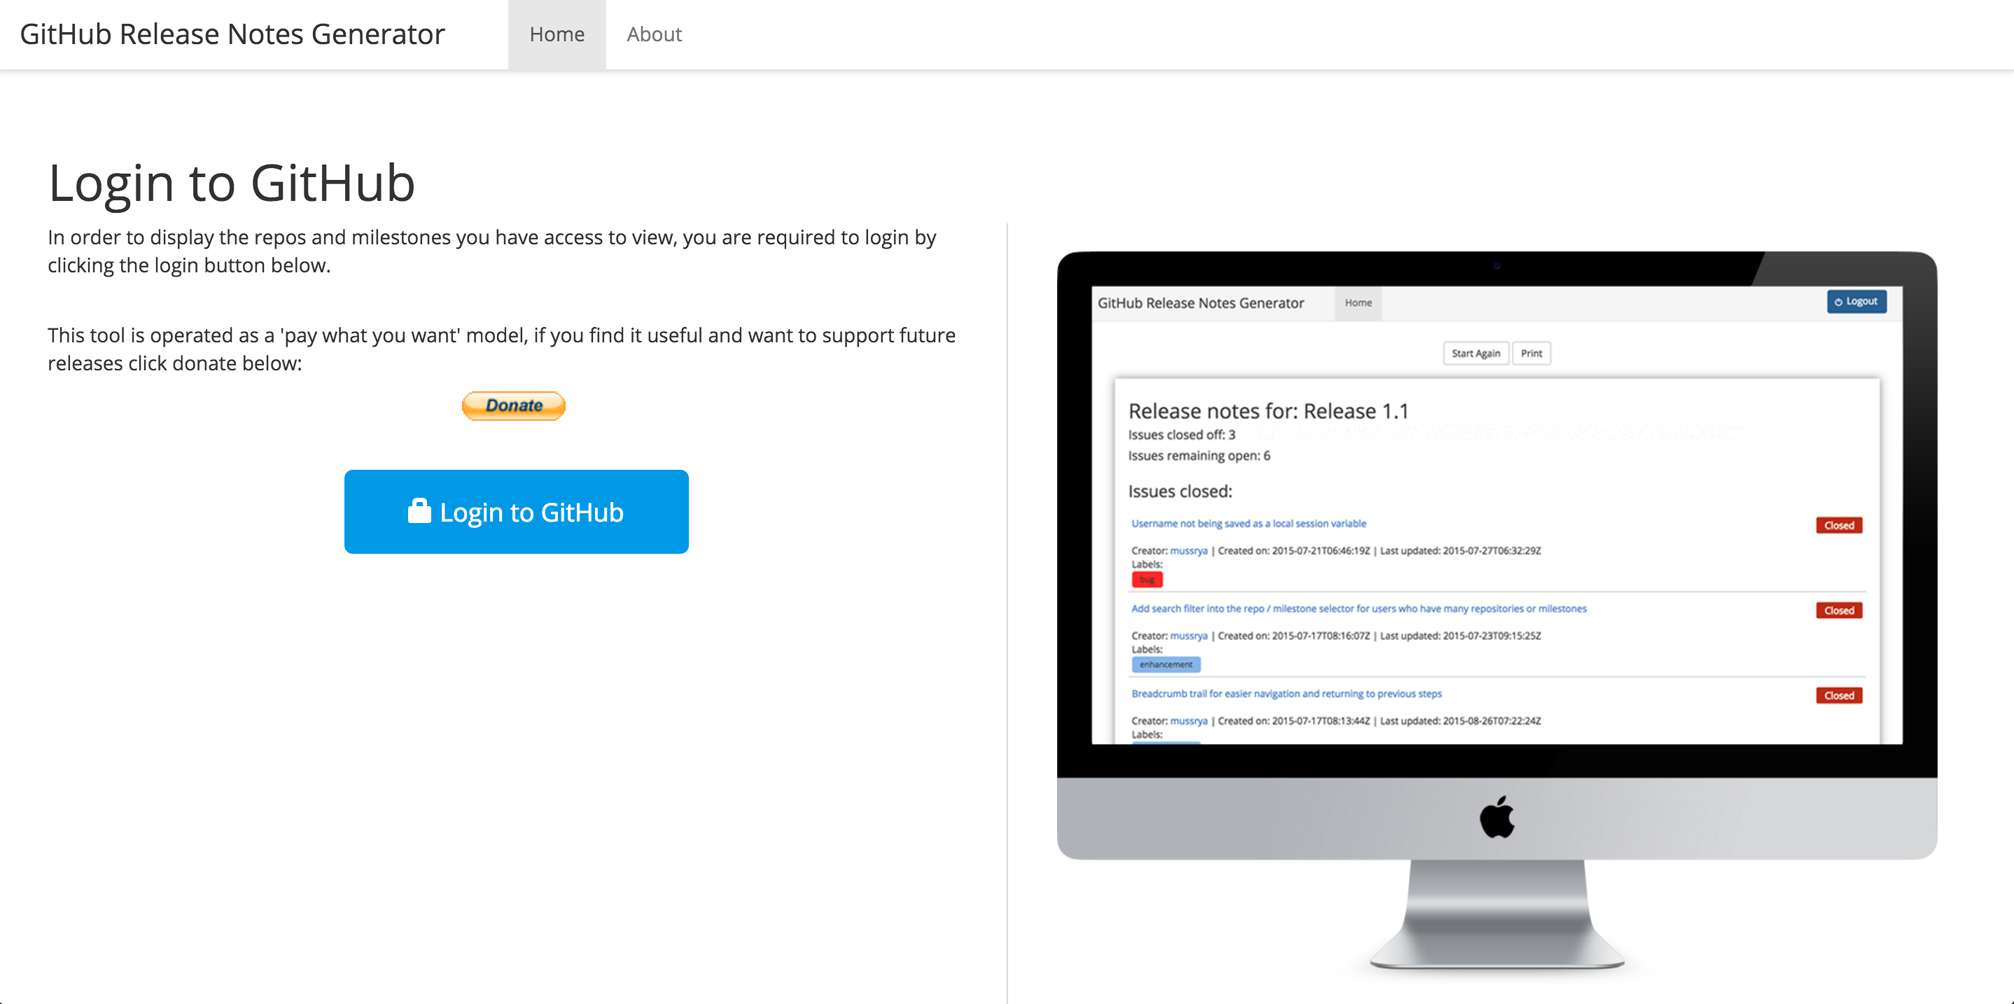 GitHub Release Notes Generator
Home
About
Login to GitHub
In order to display the repos and milestones you have access to view, you are required to login by
clicking the login button below.
This tool is operated as a 'pay what you want' model, if you find it useful and want to support future
releases click donate below:
Donate
Login to GitHub
GitHub Release Notes Generator
Home
Logout
Start Again
Print
Release notes for: Release 1.1
Issues closed off: 3
Issues remaining open: 6
Issues closed:
Username not being saved as a local session variable
Closed
Creator: mussrya | Created on: 2015-07-21T06:46:19Z | Last updated: 2015-07-27T06:32:29Z
Labels:
bug
Add search filter into the repo / milestone selector for users who have many repositories or milestones
Closed
Creator: mussrya | Created on: 2015-07-17T08:16:07Z | Last updated: 2015-07-23T09:15:25Z
Labels:
enhancement
Breadcrumb trail for easier navigation and returning to previous steps
Closed
Creator: mussrya | Created on: 2015-07-17T08:13:44Z | Last updated: 2015-08-26T07:22:24Z
Labels: